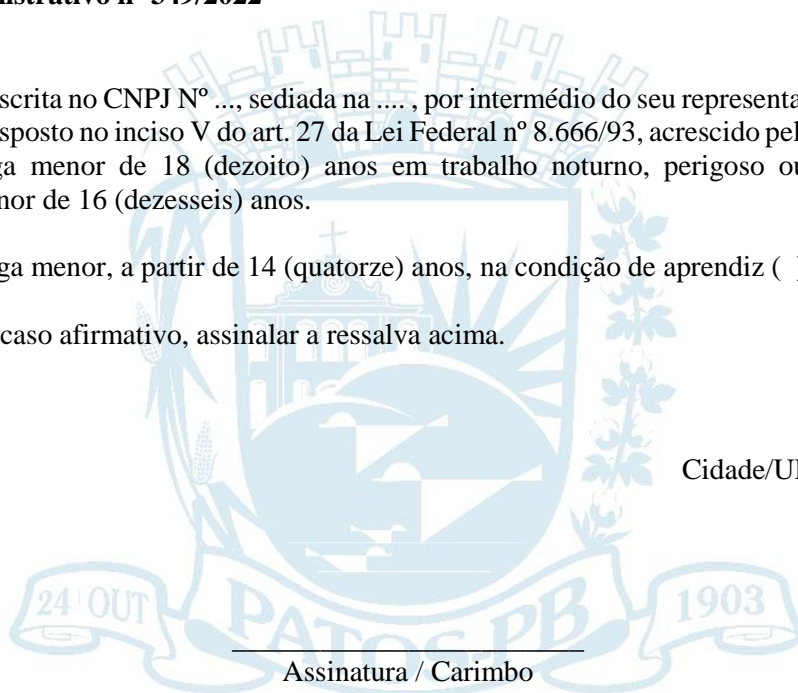 nistrativo nº 549/2022
scrita no CNPJ Nº ..., sediada na .... , por intermédio do seu representa
sposto no inciso V do art. 27 da Lei Federal nº 8.666/93, acrescido pel
ga menor de 18 (dezoito) anos em trabalho noturno, perigoso ou
nor de 16 (dezesseis) anos.
ga menor, a partir de 14 (quatorze) anos, na condição de aprendiz ( )
caso afirmativo, assinalar a ressalva acima.
Cidade/U
24 OUT
PATOS-PB
1903
Assinatura / Carimbo